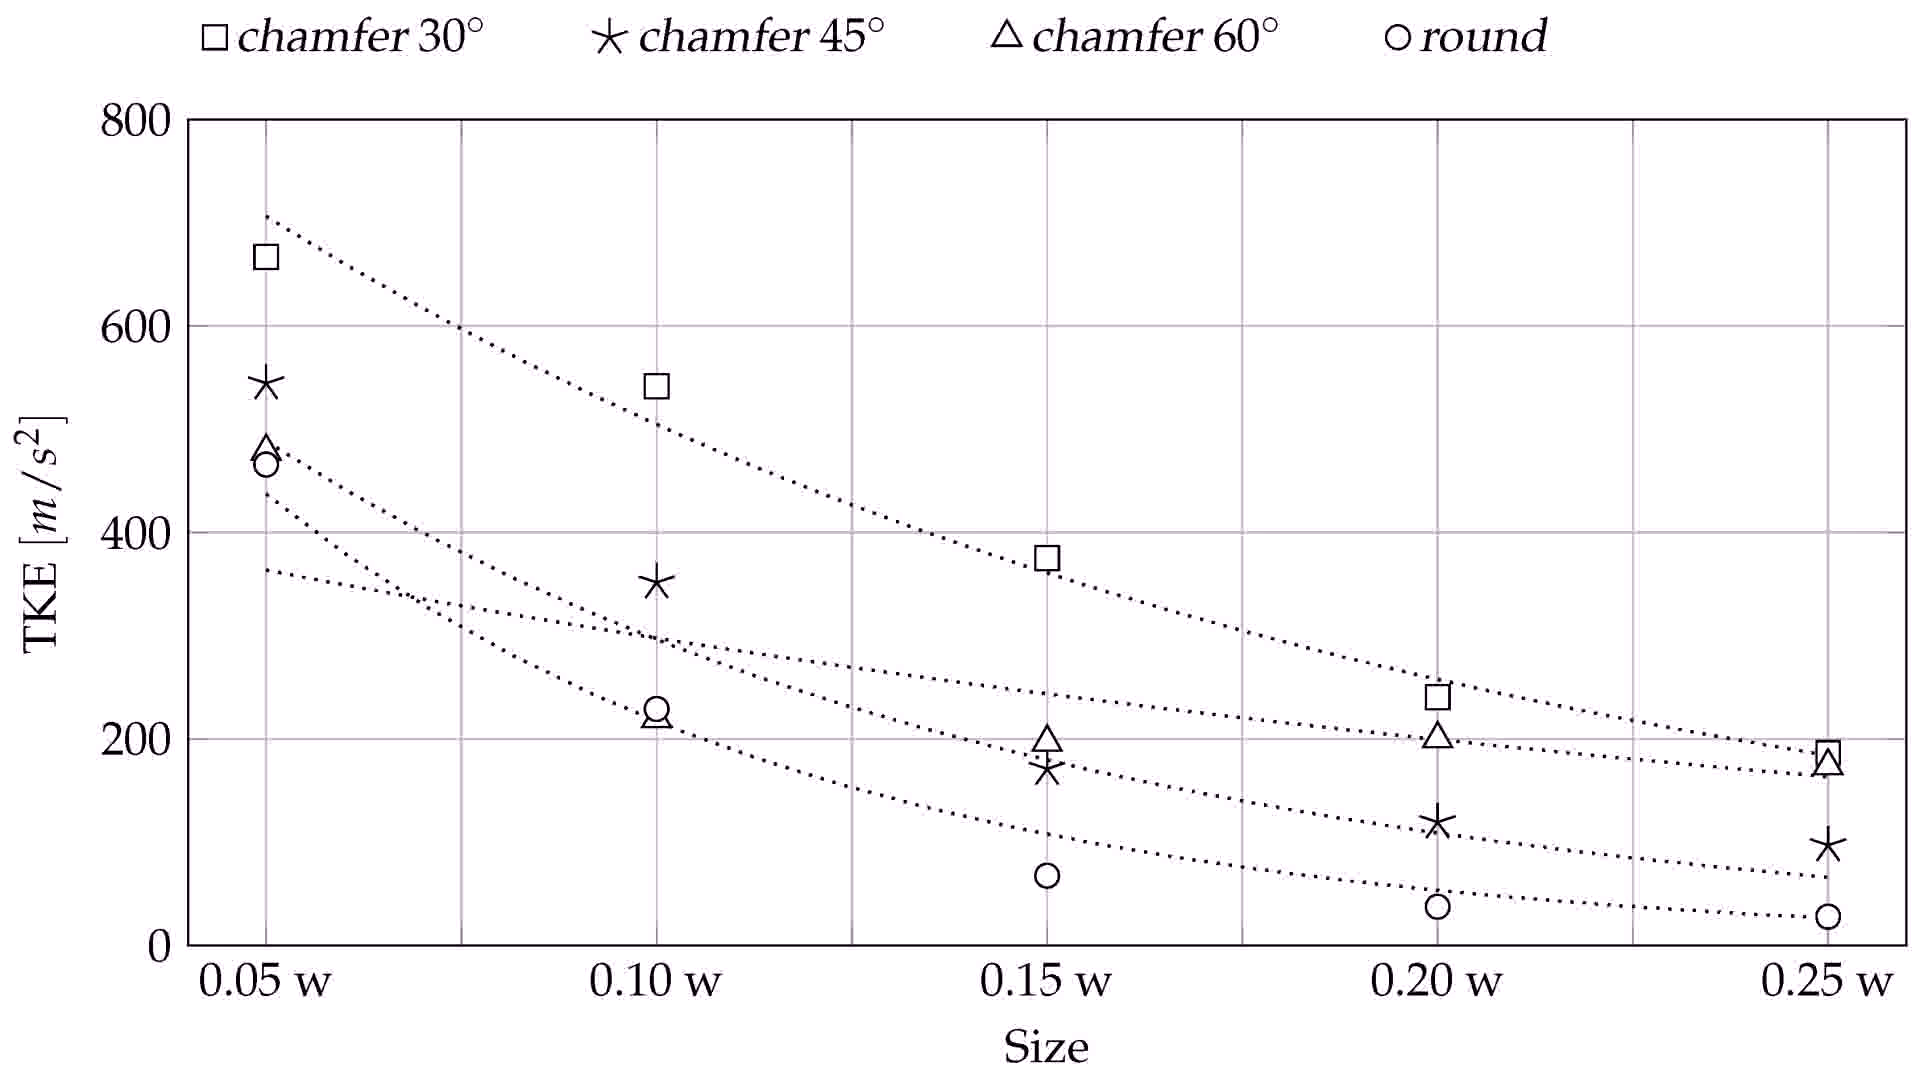 chamfer 30° chamfer 45° chamfer 60° round
800
600
400
200
0
TKE [m/s²]
0.05 w 0.10 w 0.15 w 0.20 w 0.25 w
Size